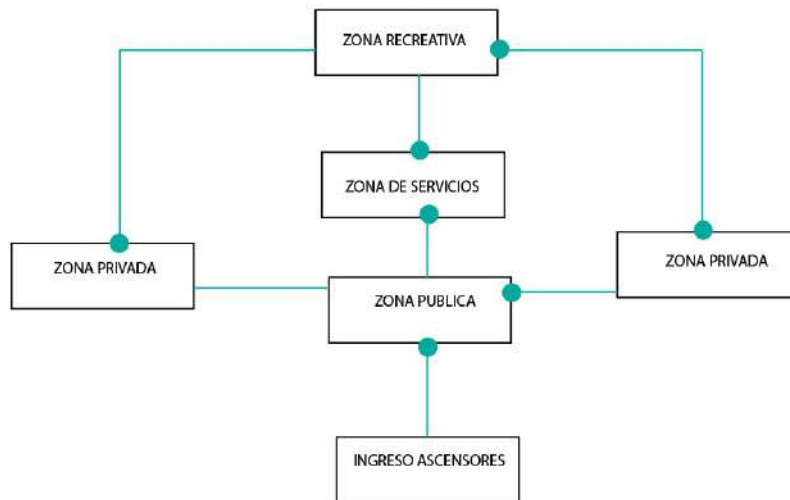 ZONA RECREATIVA
ZONA DE SERVICIOS
ZONA PRIVADA
ZONA PRIVADA
ZONA PUBLICA
INGRESO ASCENSORES